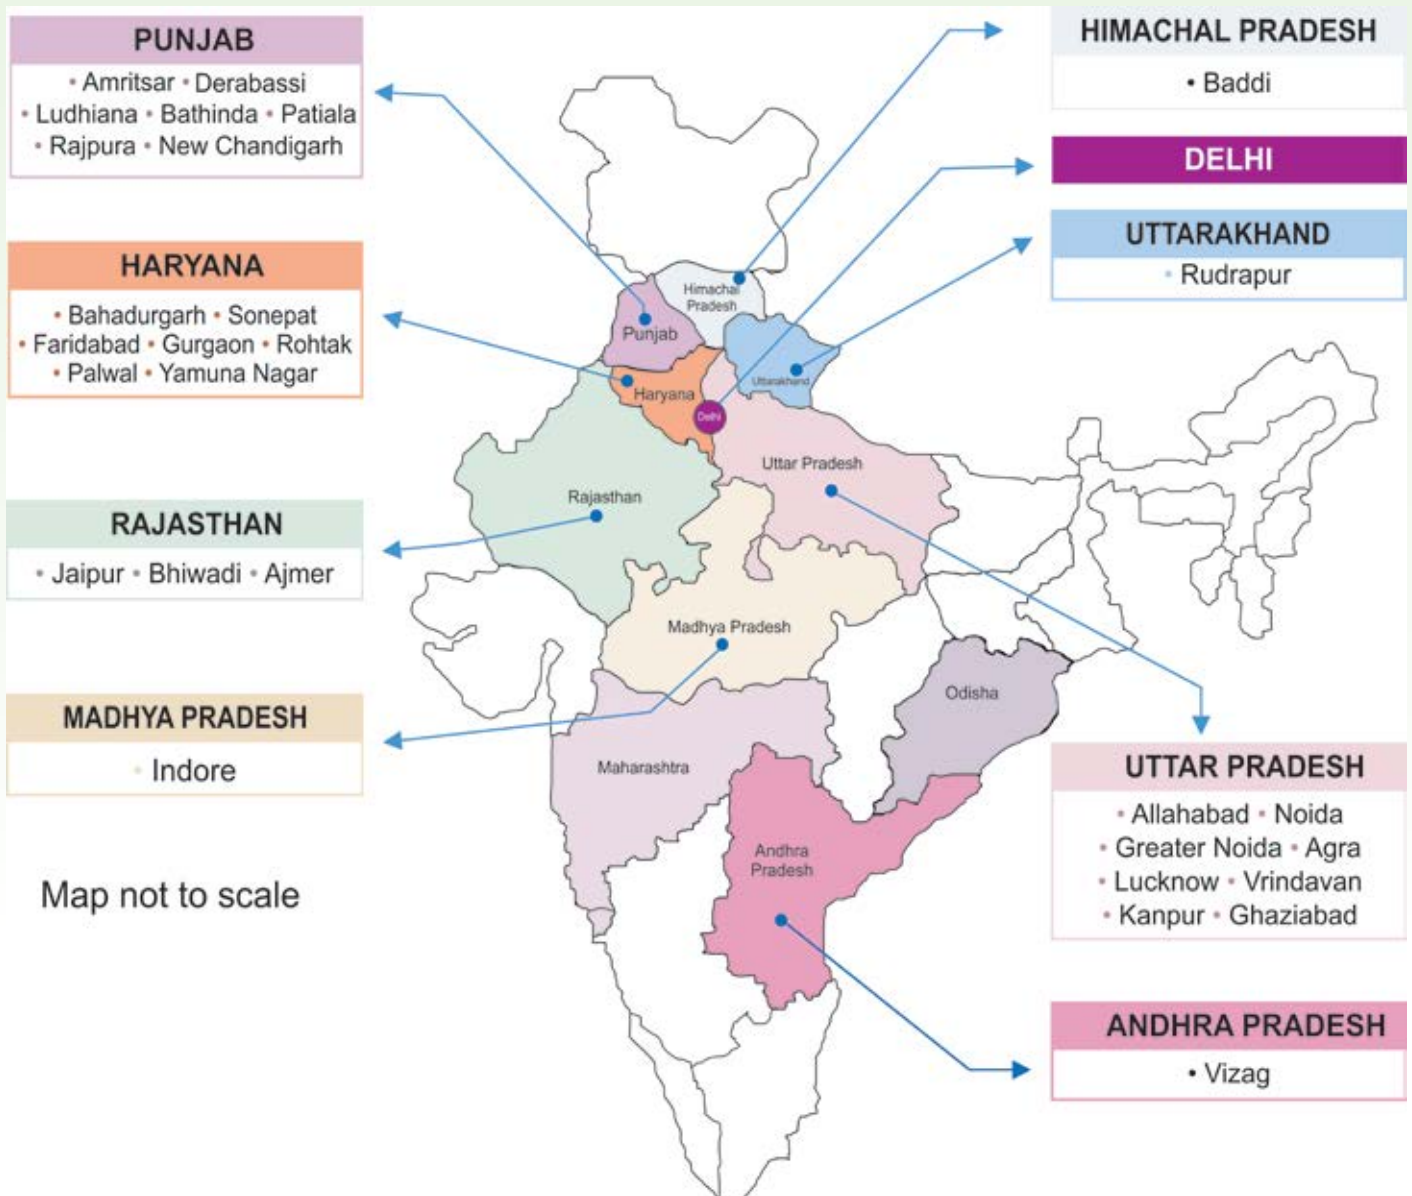 PUNJAB
• Amritsar • Derabassi
• Ludhiana • Bathinda • Patiala
• Rajpura • New Chandigarh
HARYANA
• Bahadurgarh • Sonepat
• Faridabad • Gurgaon • Rohtak
• Palwal • Yamuna Nagar
RAJASTHAN
• Jaipur • Bhiwadi • Ajmer
MADHYA PRADESH
• Indore
Map not to scale
Himachal
Pradesh
Punjab
Uttarakhand
Haryana
Delhi
Uttar Pradesh
Rajasthan
Madhya Pradesh
Odisha
Maharashtra
Andhra
Pradesh
HIMACHAL PRADESH
• Baddi
DELHI
UTTARAKHAND
• Rudrapur
UTTAR PRADESH
• Allahabad • Noida
• Greater Noida • Agra
• Lucknow • Vrindavan
• Kanpur • Ghaziabad
ANDHRA PRADESH
• Vizag